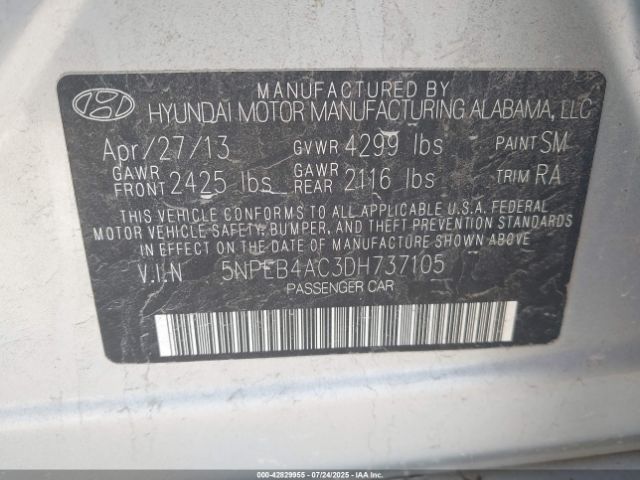 MANUFACTURED BY
HYUNDAI MOTOR MANUFACTURING ALABAMA, LLC
Apr/27/13 GVWR 4299 lbs PAINT SM
GAWR FRONT 2425 lbs GAWR REAR 2116 lbs TRIM RA
THIS VEHICLE CONFORMS TO ALL APPLICABLE U.S.A. FEDERAL
MOTOR VEHICLE SAFETY, BUMPER, AND THEFT PREVENTION STANDARDS
IN EFFECT ON THE DATE OF MANUFACTURE SHOWN ABOVE.
V.I.N 5NPEB4AC3DH737105
PASSENGER CAR
000-42829955 - 07/24/2025 - IAAI.COM